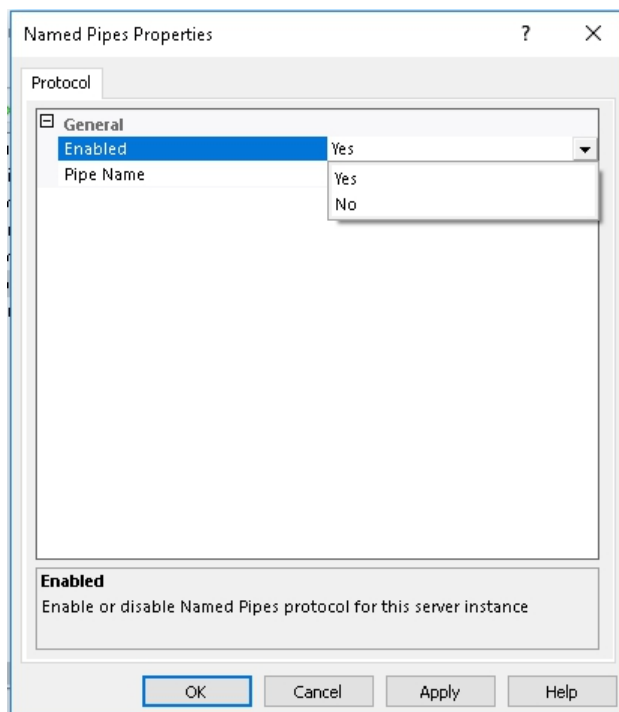 Named Pipes Properties
Protocol
General
Enabled Yes
Pipe Name
Yes
No
Enabled
Enable or disable Named Pipes protocol for this server instance
OK Cancel Apply Help